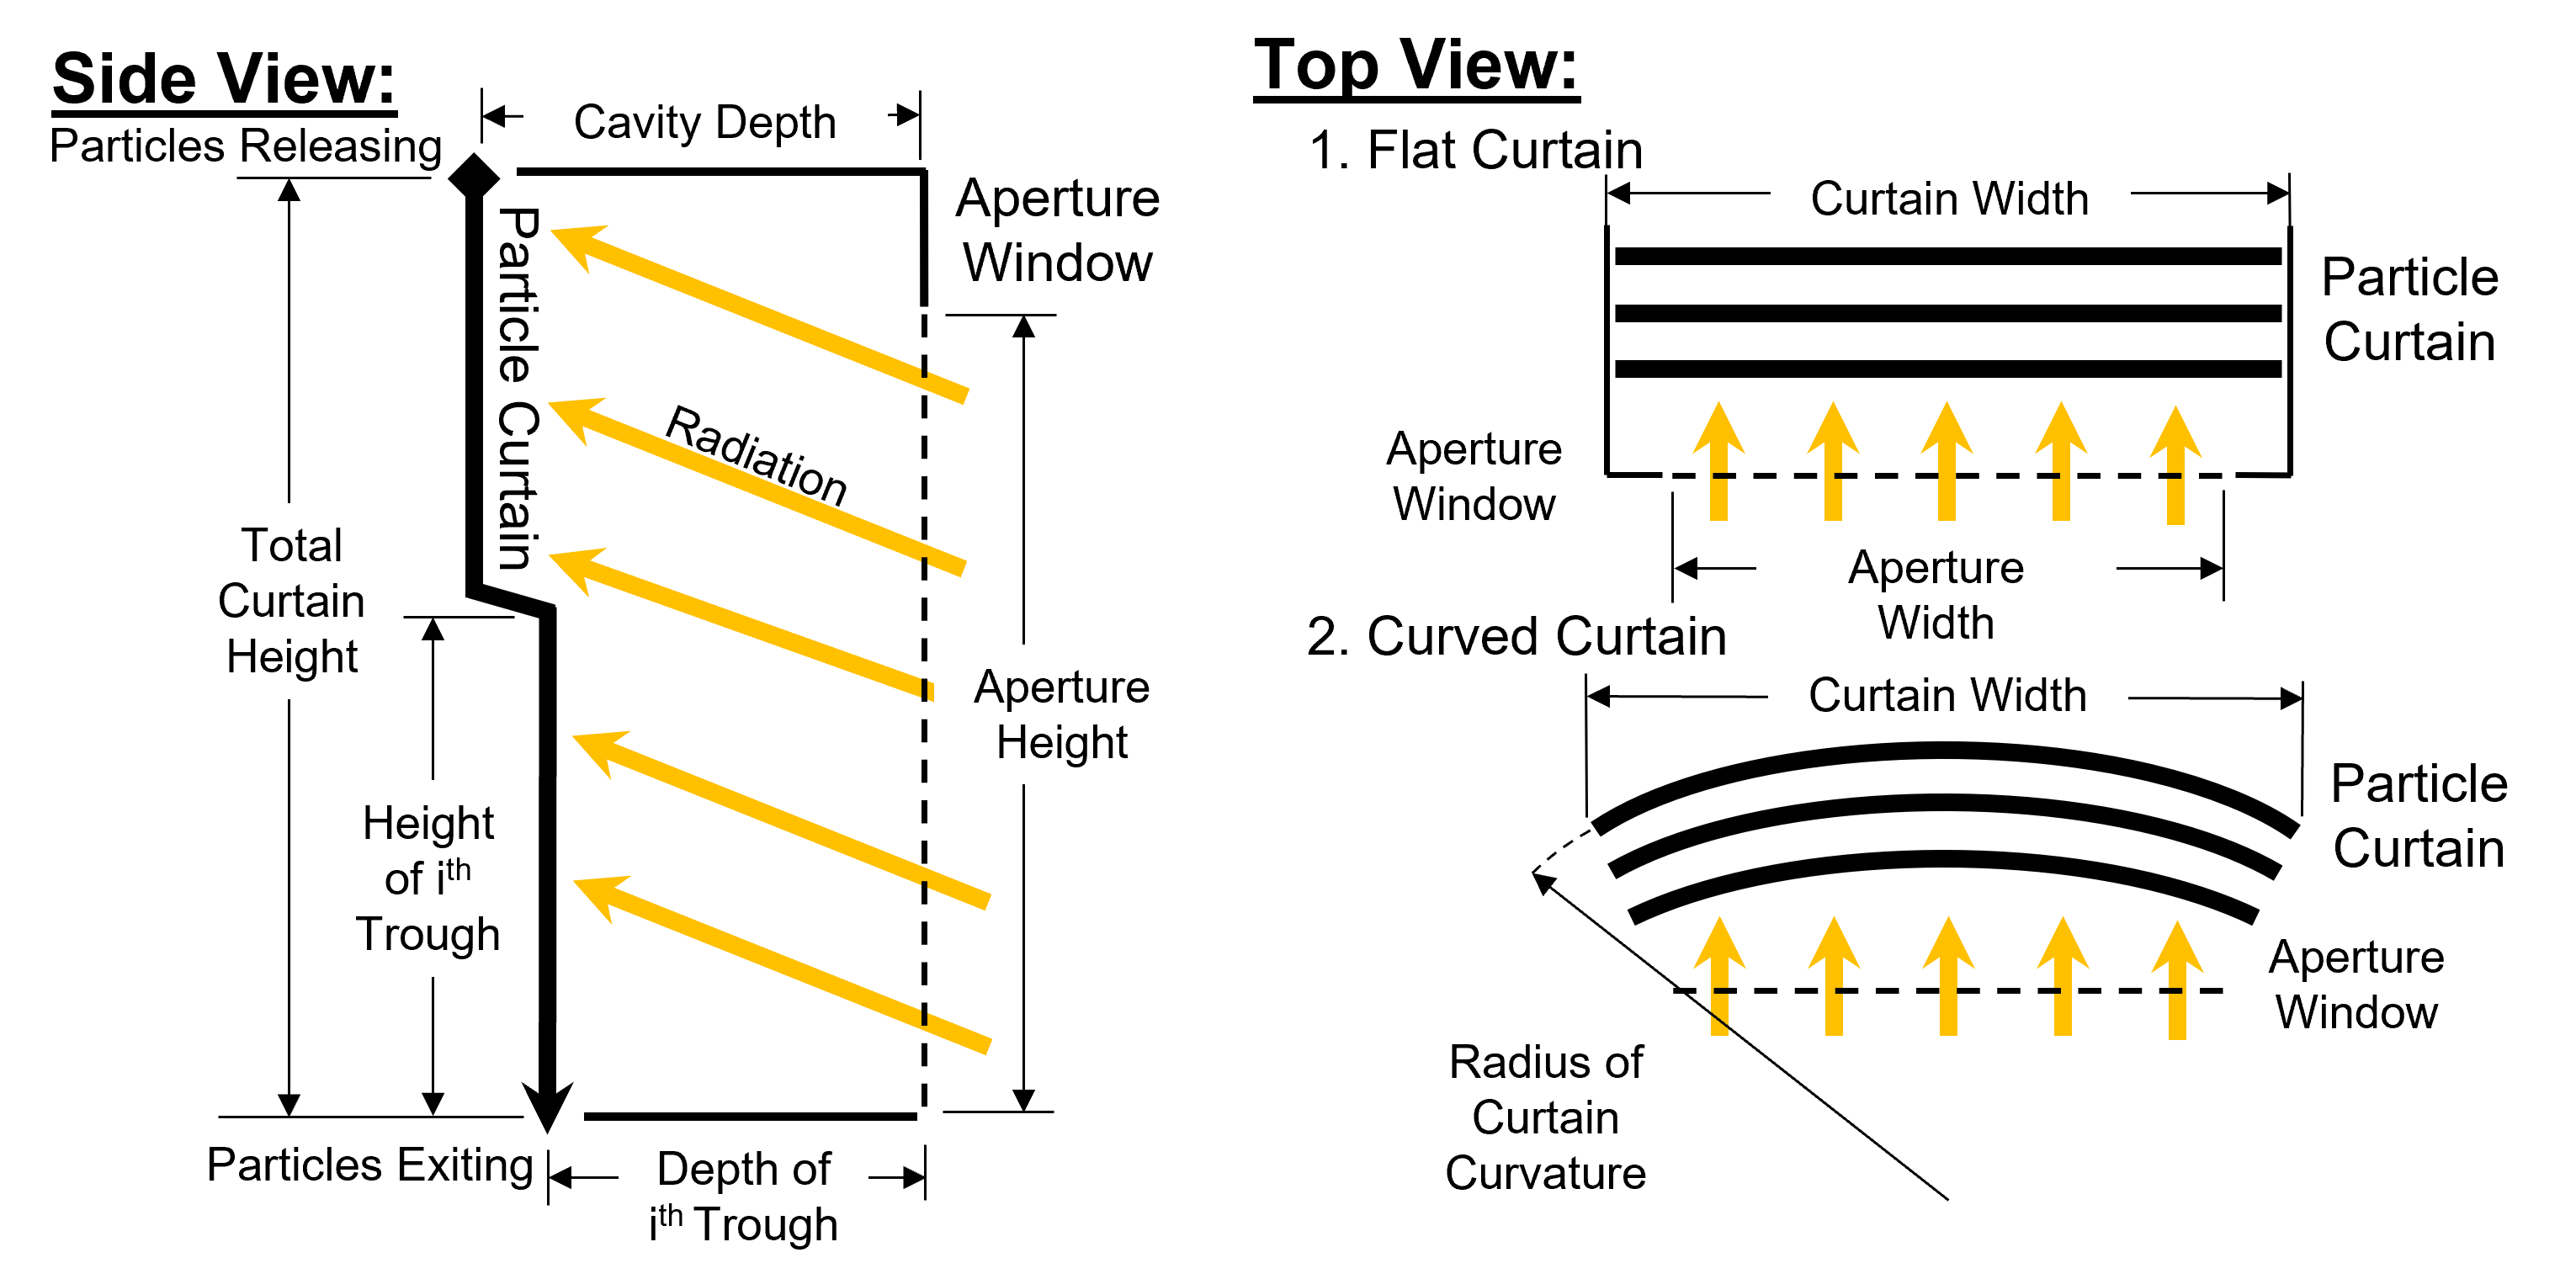 Side View:
Particles Releasing
Cavity Depth
Aperture
Window
Particle Curtain
Radiation
Total
Curtain
Height
Height
of ith
Trough
Aperture
Height
Particles Exiting
Depth of
ith Trough
Top View:
1. Flat Curtain
Curtain Width
Particle
Curtain
Aperture
Window
Aperture
Width
2. Curved Curtain
Curtain Width
Particle
Curtain
Aperture
Window
Radius of
Curtain
Curvature